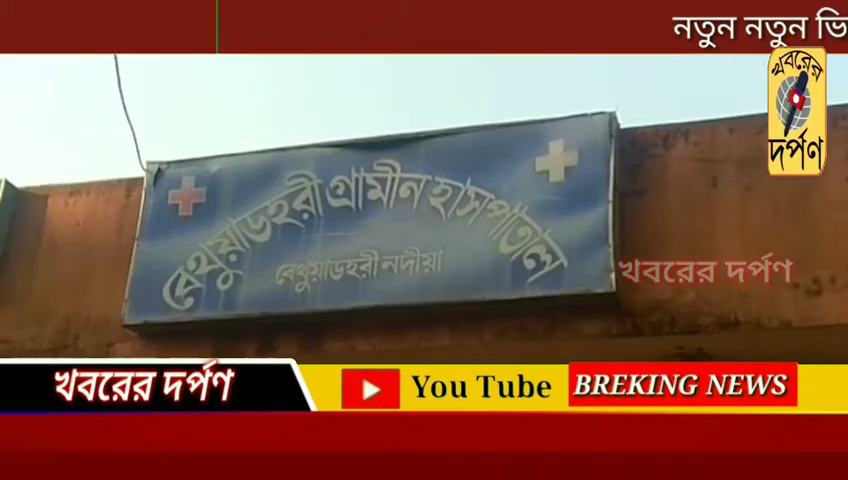 নতুন নতুন ভি
খবরের
দর্পণ
বেথুয়াডহরী গ্রামীন হাসপাতাল
বেথুয়াডহরী নদীয়া
খবরের দর্পণ
খবরের দর্পণ
You Tube
BREKING NEWS